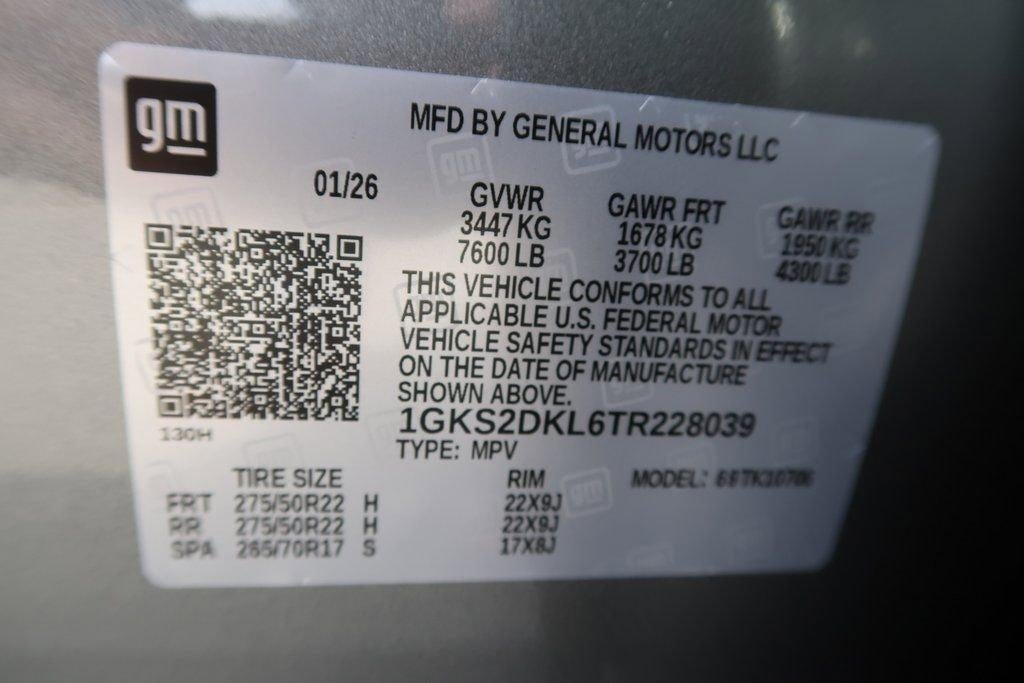 gm
MFD BY GENERAL MOTORS LLC
01/26
GVWR GAWR FRT GAWR RR
3447 KG 1678 KG 1950 KG
7600 LB 3700 LB 4300 LB
THIS VEHICLE CONFORMS TO ALL
APPLICABLE U.S. FEDERAL MOTOR
VEHICLE SAFETY STANDARDS IN EFFECT
ON THE DATE OF MANUFACTURE
SHOWN ABOVE.
1GKS2DKL6TR228039
130H
TYPE: MPV
TIRE SIZE RIM MODEL:
FRT 275/50R22 H 22X9J
RR 275/50R22 H 22X9J
SPA 265/70R17 S 17X8J